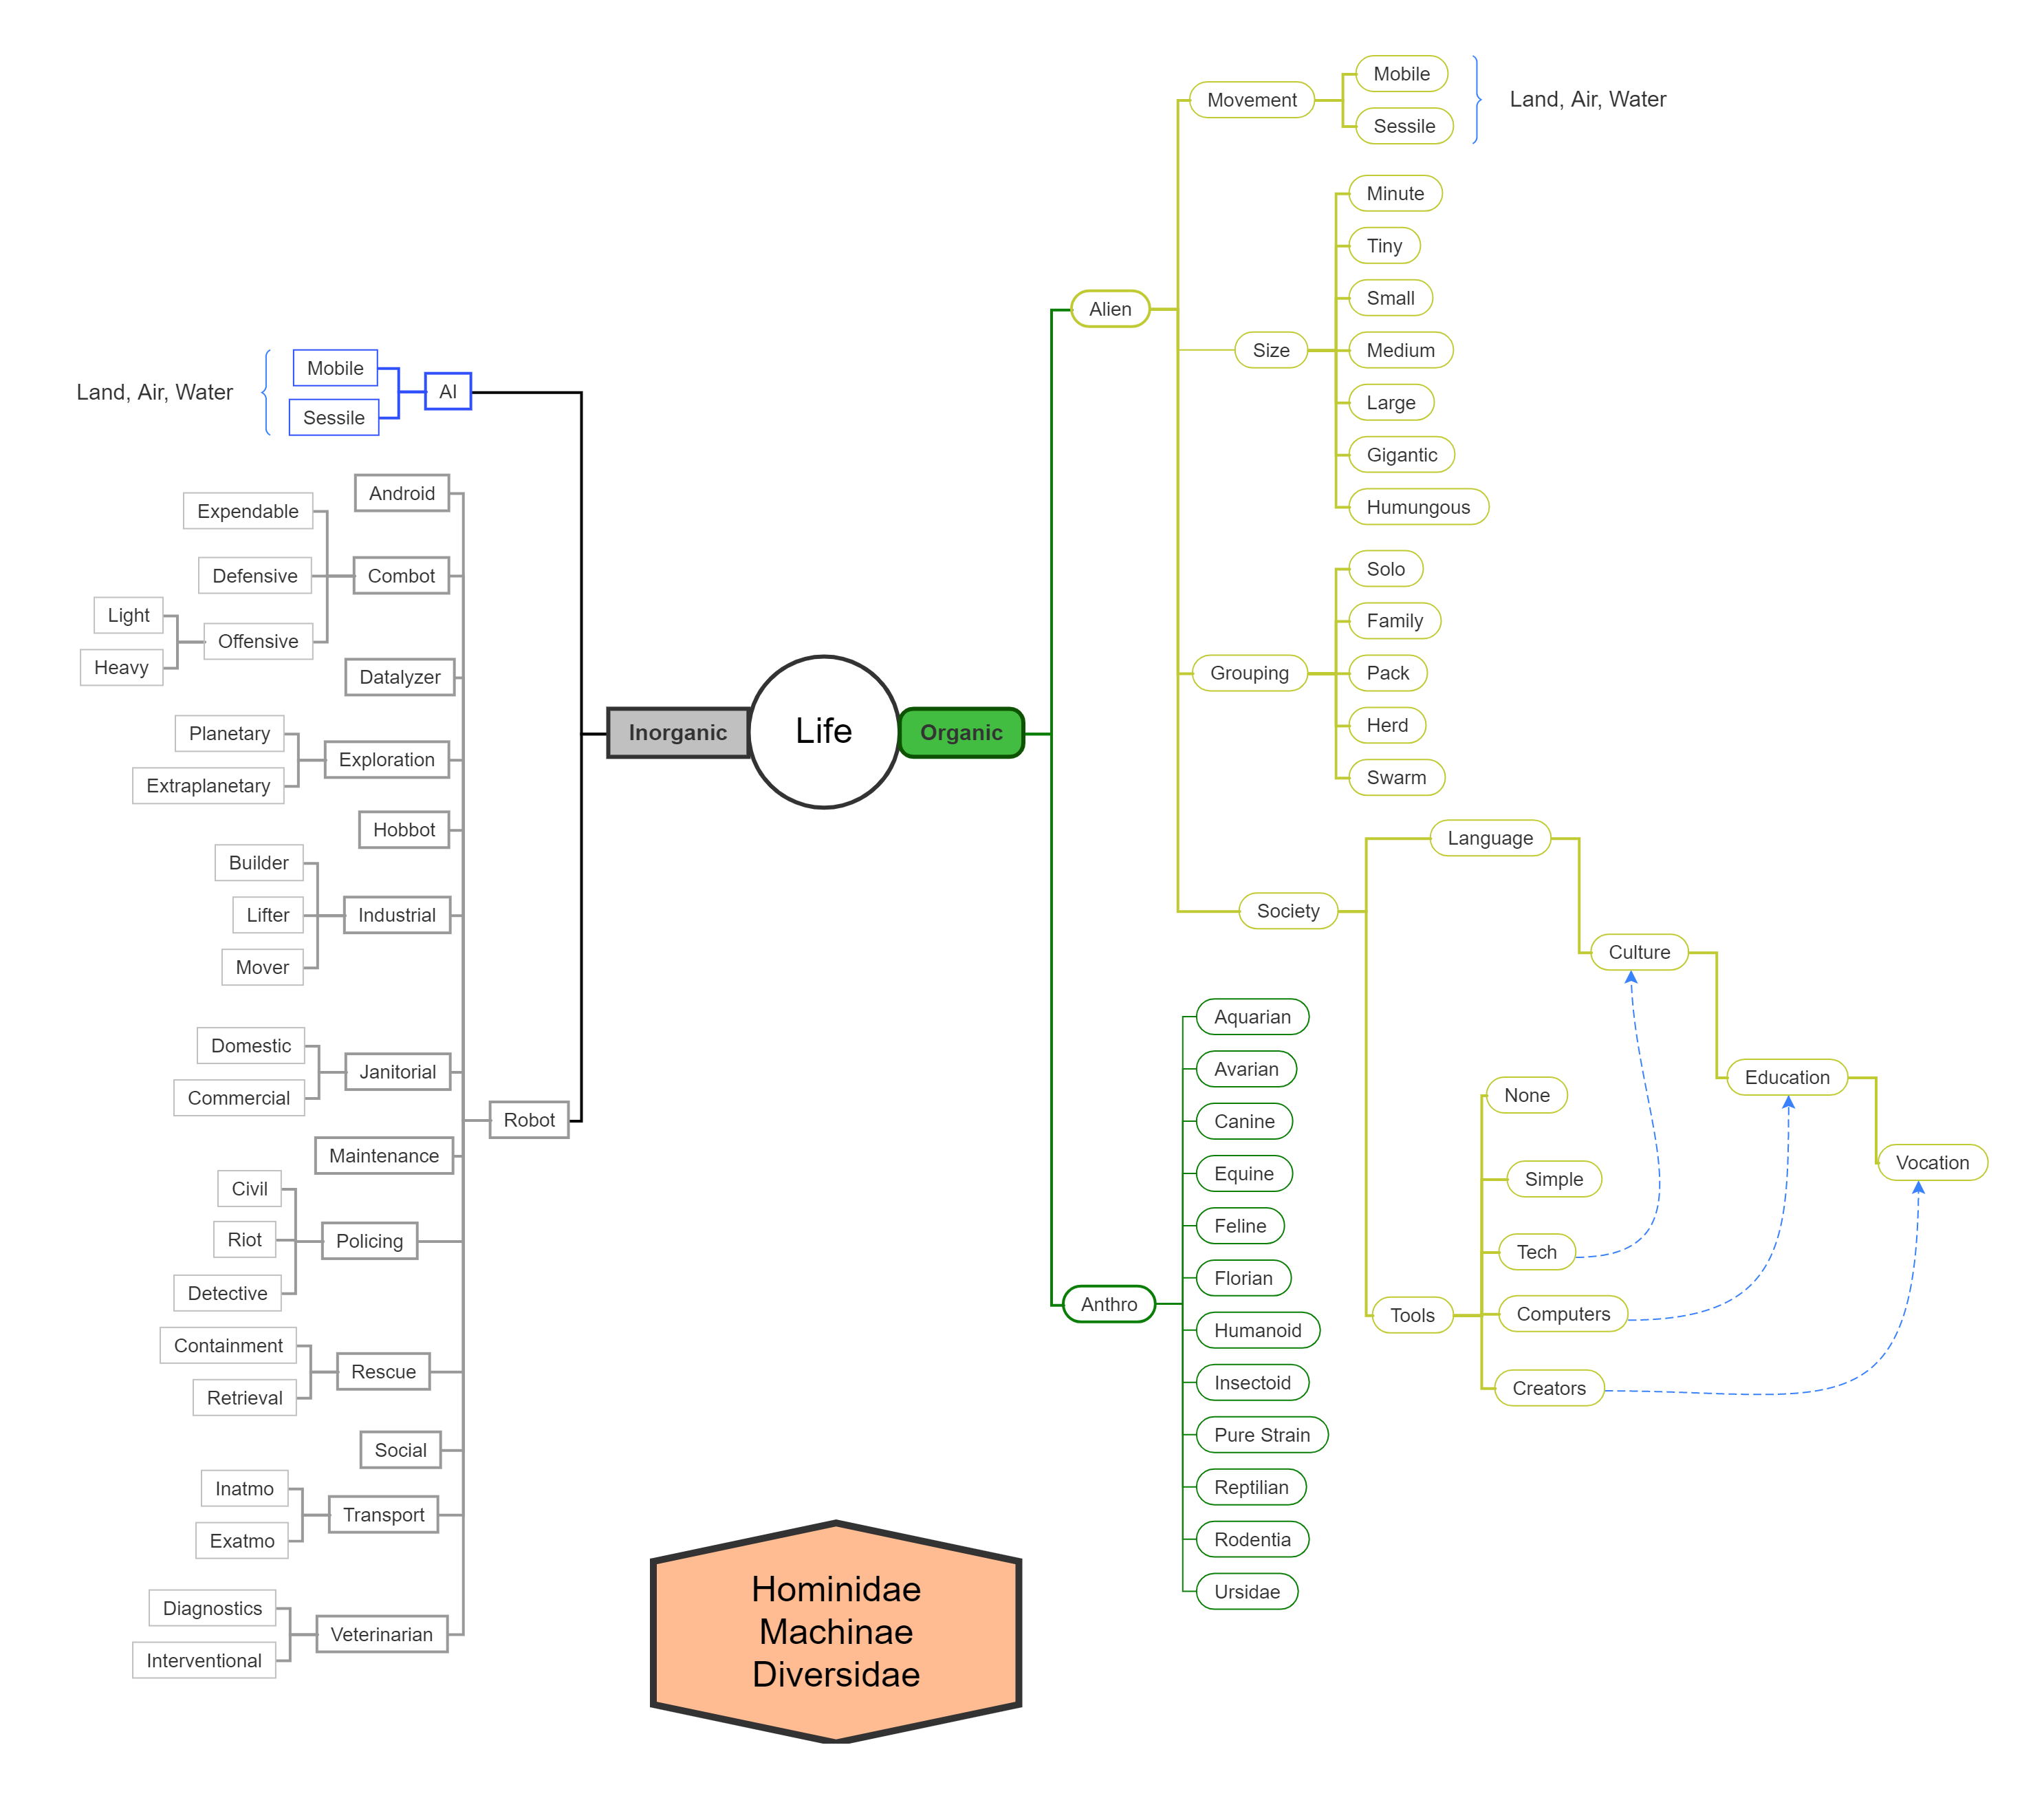 Life
Inorganic
AI
Mobile
Sessile
Land, Air, Water
Robot
Android
Combot
Expendable
Defensive
Offensive
Light
Heavy
Datalyzer
Exploration
Planetary
Extraplanetary
Hobbot
Industrial
Builder
Lifter
Mover
Janitorial
Domestic
Commercial
Maintenance
Policing
Civil
Riot
Detective
Rescue
Containment
Retrieval
Social
Transport
Inatmo
Exatmo
Veterinarian
Diagnostics
Interventional
Organic
Alien
Movement
Mobile
Sessile
Land, Air, Water
Size
Minute
Tiny
Small
Medium
Large
Gigantic
Humungous
Grouping
Solo
Family
Pack
Herd
Swarm
Society
Language
Culture
Education
Vocation
Tools
None
Simple
Tech
Computers
Creators
Anthro
Aquarian
Avarian
Canine
Equine
Feline
Florian
Humanoid
Insectoid
Pure Strain
Reptilian
Rodentia
Ursidae
Hominidae
Machinae
Diversidae